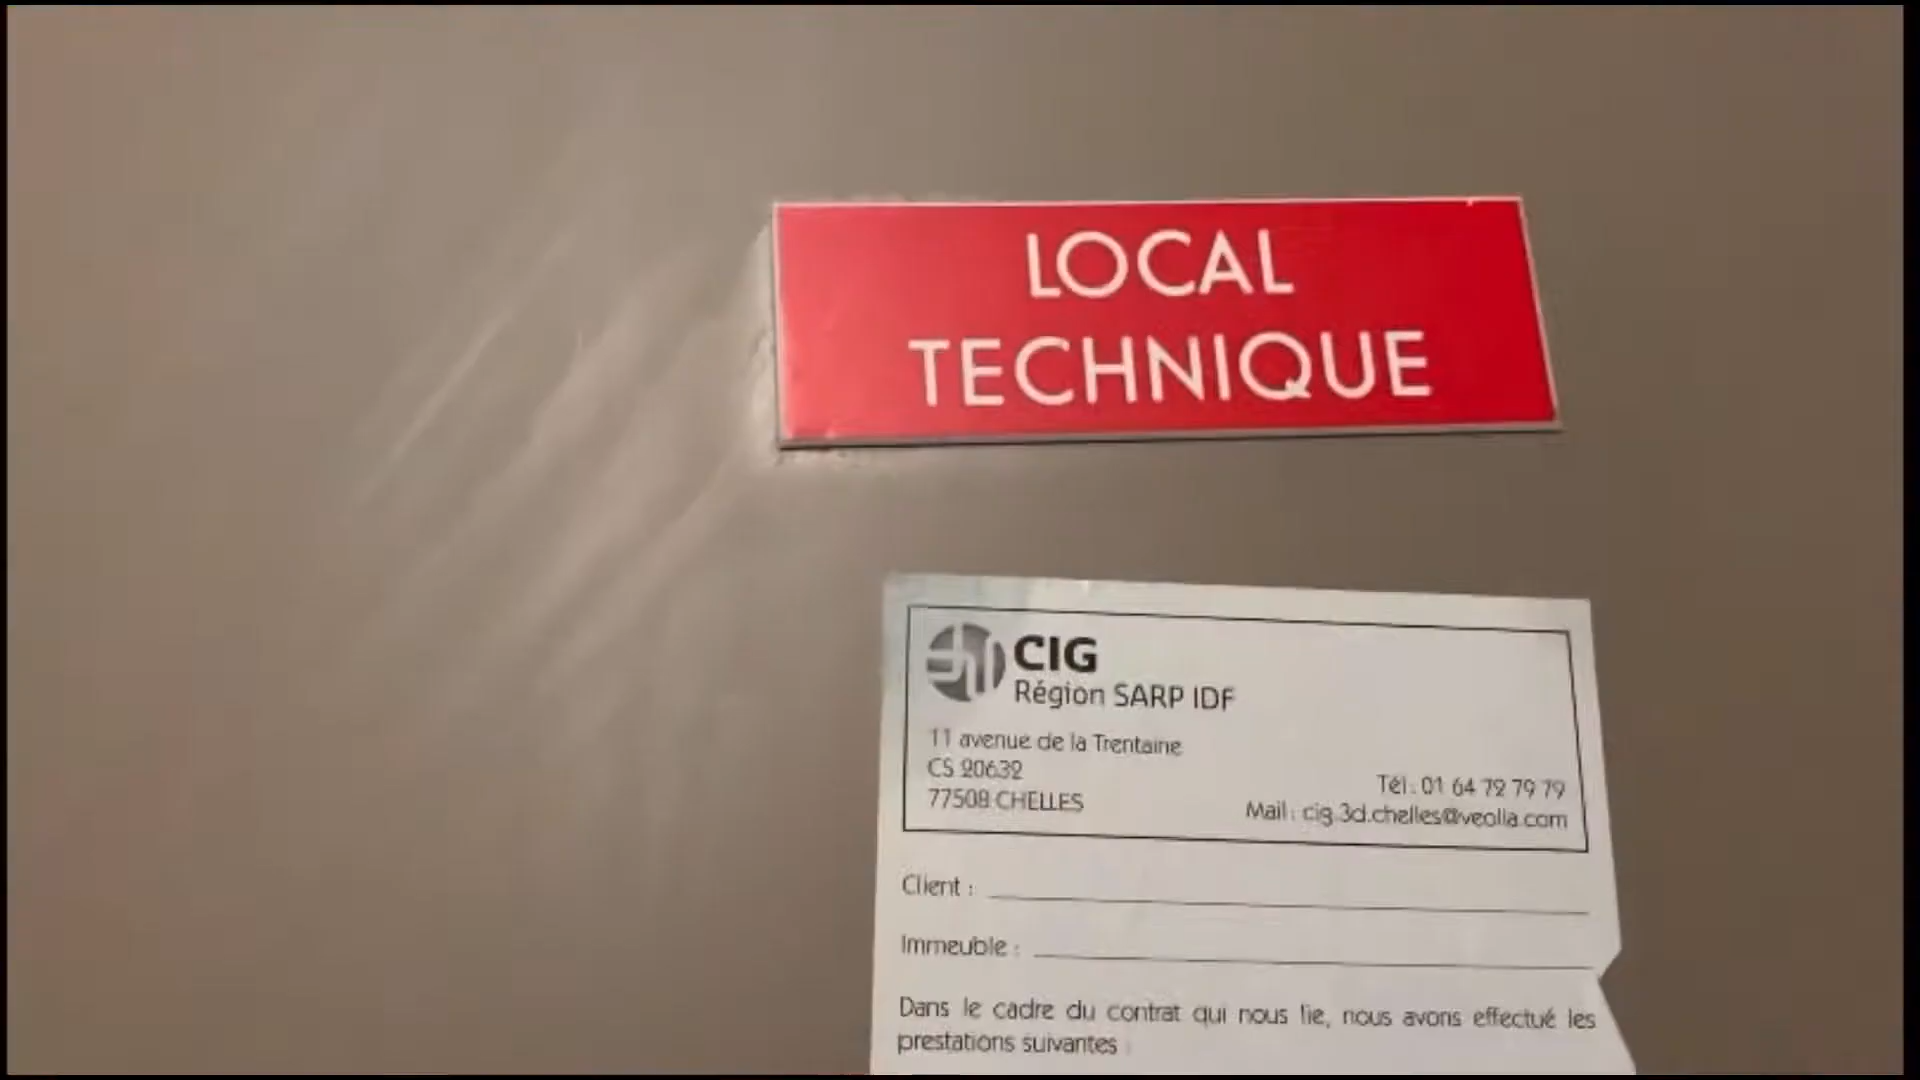 LOCAL
TECHNIQUE
CIG
Région SARP IDF
11 avenue de la Trentaine
CS 20632
77508 CHELLES
Tél : 01 64 72 79 79
Mail : cig.3d.chelles@veolia.com
Client :
Immeuble :
Dans le cadre du contrat qui nous lie, nous avons effectué les
prestations suivantes :